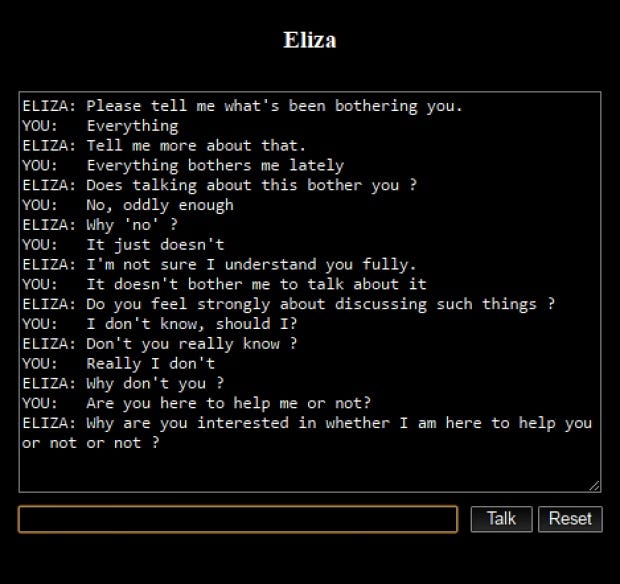 Eliza
ELIZA: Please tell me what's been bothering you.
YOU:   Everything
ELIZA: Tell me more about that.
YOU:   Everything bothers me lately
ELIZA: Does talking about this bother you ?
YOU:   No, oddly enough
ELIZA: Why 'no' ?
YOU:   It just doesn't
ELIZA: I'm not sure I understand you fully.
YOU:   It doesn't bother me to talk about it
ELIZA: Do you feel strongly about discussing such things ?
YOU:   I don't know, should I?
ELIZA: Don't you really know ?
YOU:   Really I don't
ELIZA: Why don't you ?
YOU:   Are you here to help me or not?
ELIZA: Why are you interested in whether I am here to help you
or not or not ?
Talk Reset